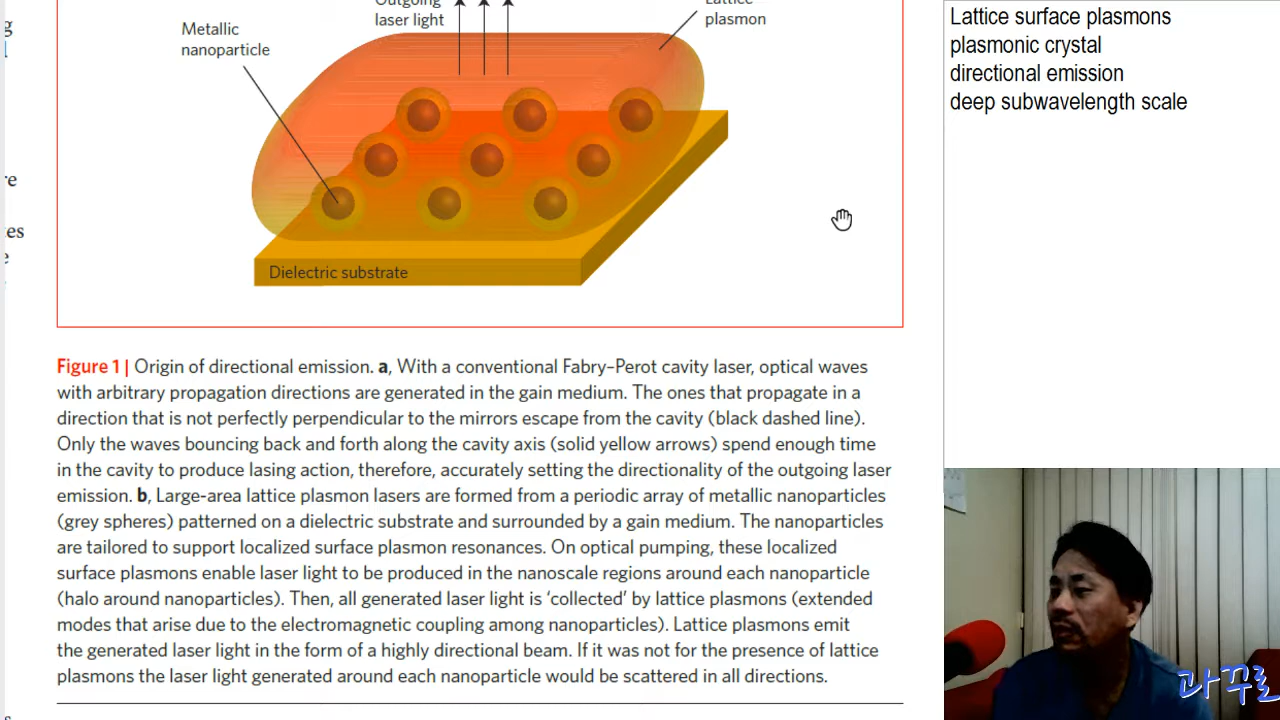 Outgoing
laser light
Lattice
plasmon
Metallic
nanoparticle
Dielectric substrate
Figure 1 | Origin of directional emission. a, With a conventional Fabry–Perot cavity laser, optical waves
with arbitrary propagation directions are generated in the gain medium. The ones that propagate in a
direction that is not perfectly perpendicular to the mirrors escape from the cavity (black dashed line).
Only the waves bouncing back and forth along the cavity axis (solid yellow arrows) spend enough time
in the cavity to produce lasing action, therefore, accurately setting the directionality of the outgoing laser
emission. b, Large-area lattice plasmon lasers are formed from a periodic array of metallic nanoparticles
(grey spheres) patterned on a dielectric substrate and surrounded by a gain medium. The nanoparticles
are tailored to support localized surface plasmon resonances. On optical pumping, these localized
surface plasmons enable laser light to be produced in the nanoscale regions around each nanoparticle
(halo around nanoparticles). Then, all generated laser light is ‘collected’ by lattice plasmons (extended
modes that arise due to the electromagnetic coupling among nanoparticles). Lattice plasmons emit
the generated laser light in the form of a highly directional beam. If it was not for the presence of lattice
plasmons the laser light generated around each nanoparticle would be scattered in all directions.
Lattice surface plasmons
plasmonic crystal
directional emission
deep subwavelength scale
과꾸로